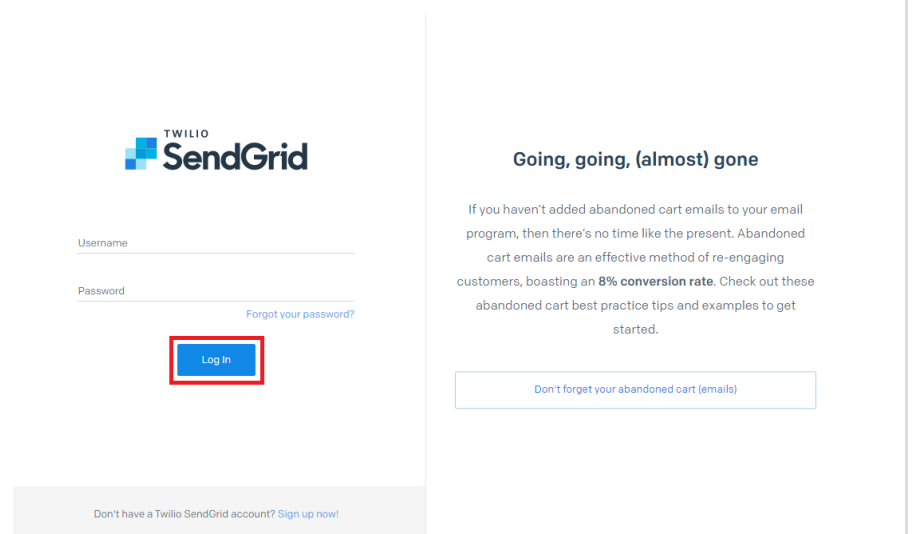 TWILIO
SendGrid
Username
Password
Forgot your password?
Log In
Don't have a Twilio SendGrid account? Sign up now!
Going, going, (almost) gone
If you haven't added abandoned cart emails to your email
program, then there's no time like the present. Abandoned
cart emails are an effective method of re-engaging
customers, boasting an 8% conversion rate. Check out these
abandoned cart best practice tips and examples to get
started.
Don't forget your abandoned cart (emails)